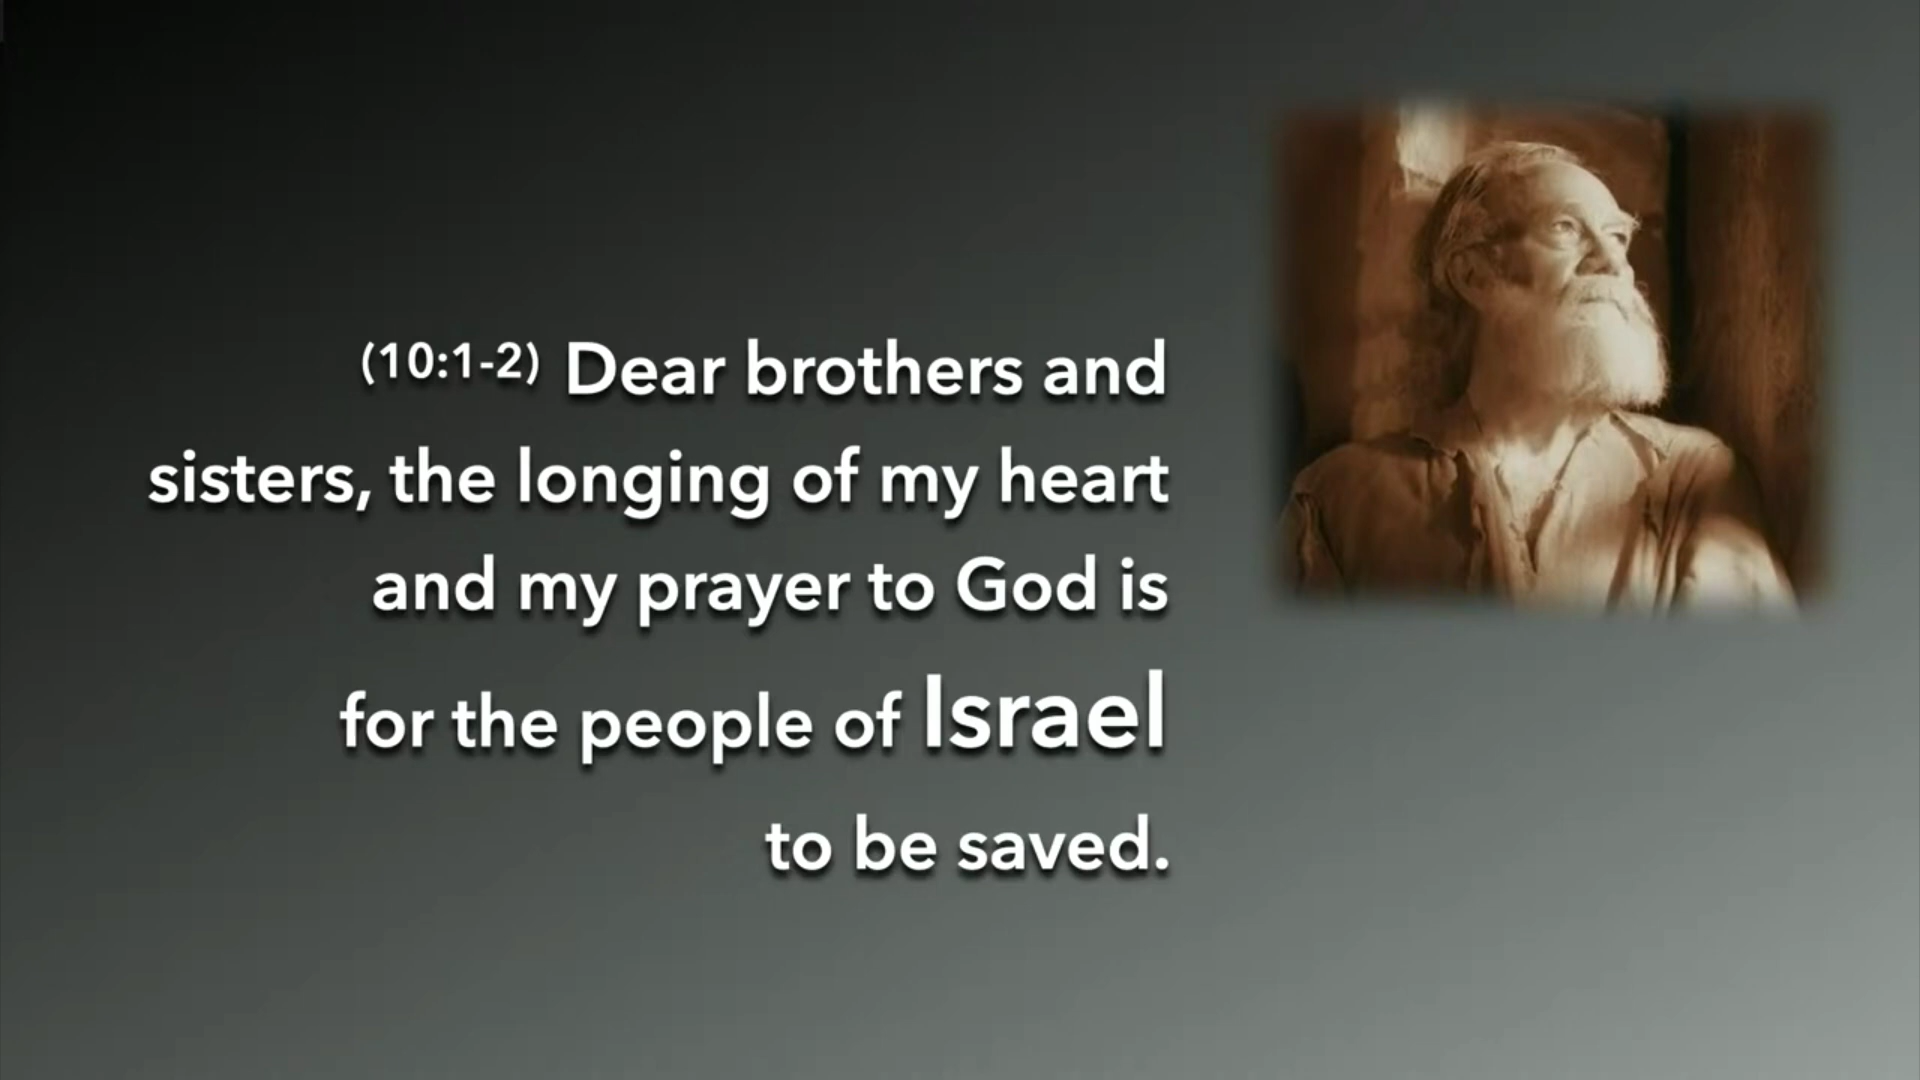 (10:1-2) Dear brothers and
sisters, the longing of my heart
and my prayer to God is
for the people of Israel
to be saved.